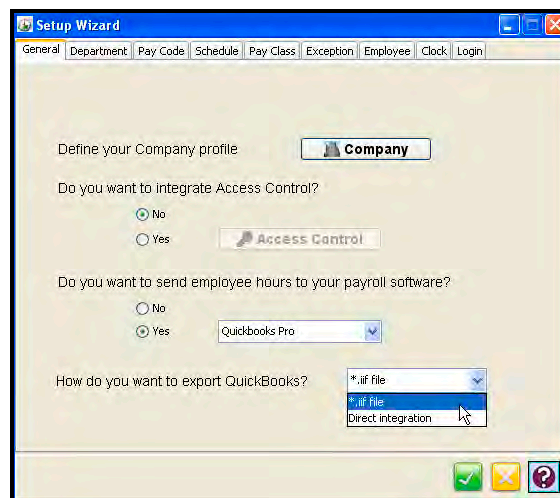 Setup Wizard
General Department Pay Code Schedule Pay Class Exception Employee Clock Login
Define your Company profile Company
Do you want to integrate Access Control?
No
Yes Access Control
Do you want to send employee hours to your payroll software?
No
Yes Quickbooks Pro
How do you want to export QuickBooks? *.iif file
*.iif file
Direct integration
?